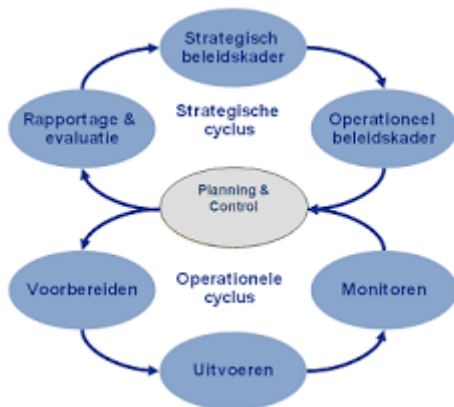 Strategisch
beleidskader
Rapportage &
evaluatie
Strategische
cyclus
Operationeel
beleidskader
Planning &
Control
Voorbereiden
Operationele
cyclus
Monitoren
Uitvoeren